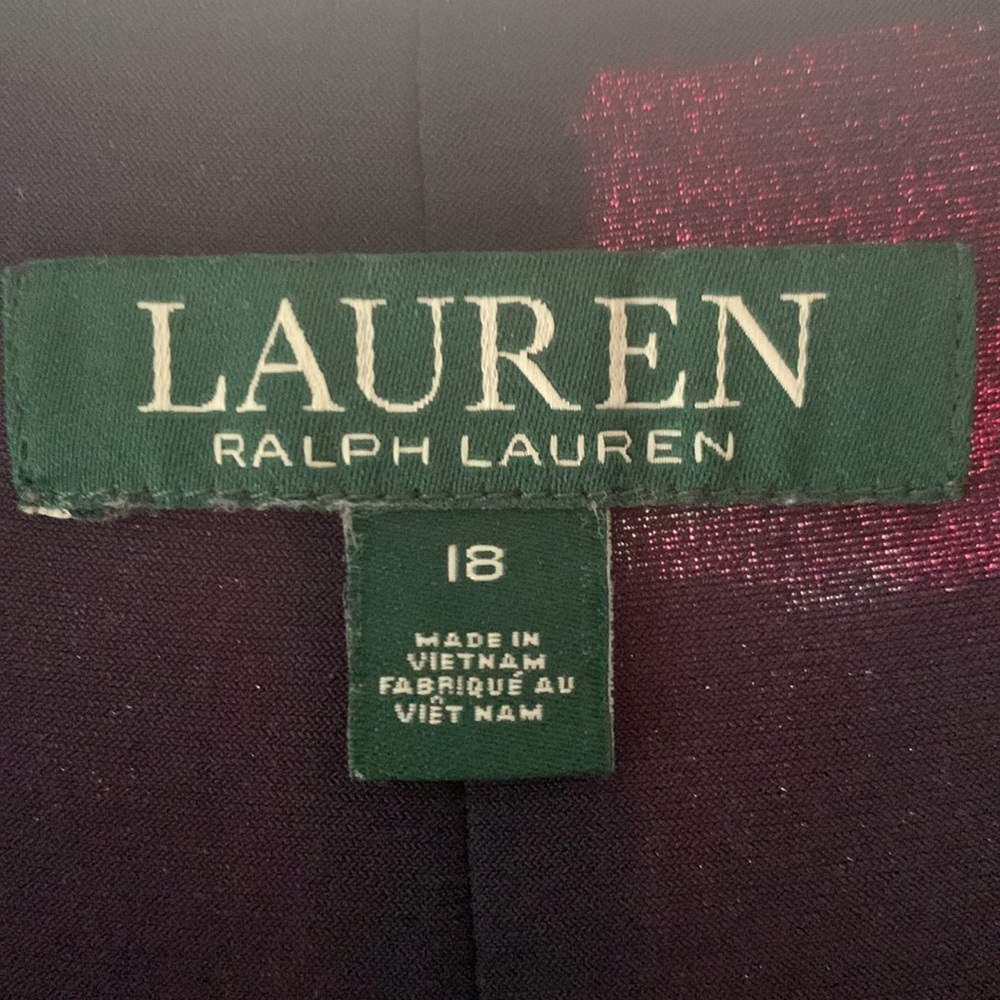 LAUREN
RALPH LAUREN
18
MADE IN
VIETNAM
FABRIQUÉ AU
VIÊT NAM